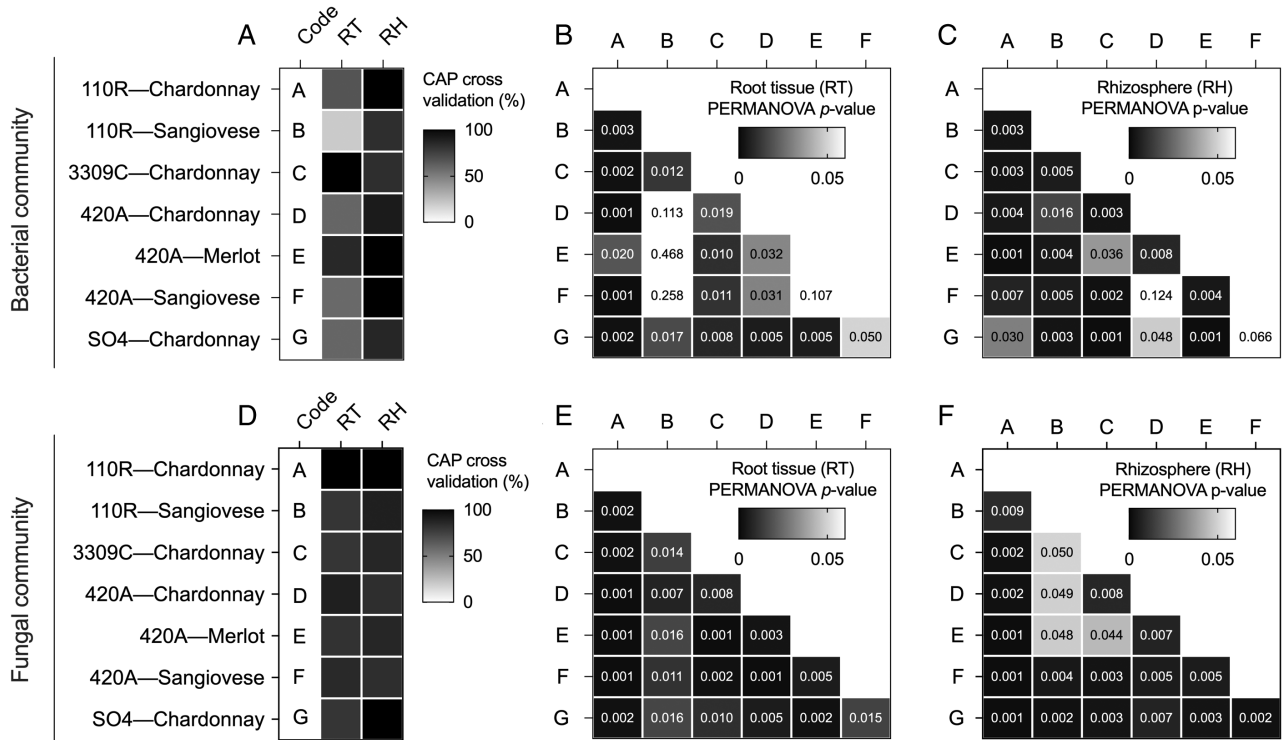 A
Code
RT
RH
Bacterial community
110R—Chardonnay
A
110R—Sangiovese
B
3309C—Chardonnay
C
420A—Chardonnay
D
420A—Merlot
E
420A—Sangiovese
F
SO4—Chardonnay
G
CAP cross
validation (%)
100
50
0
B
A B C D E F
Root tissue (RT)
PERMANOVA p-value
0 0.05
A
B 0.003
C 0.002 0.012
D 0.001 0.113 0.019
E 0.020 0.468 0.010 0.032
F 0.001 0.258 0.011 0.031 0.107
G 0.002 0.017 0.008 0.005 0.005 0.050
C
A B C D E F
Rhizosphere (RH)
PERMANOVA p-value
0 0.05
A
B 0.003
C 0.003 0.005
D 0.004 0.016 0.003
E 0.001 0.004 0.036 0.008
F 0.007 0.005 0.002 0.124 0.004
G 0.030 0.003 0.001 0.048 0.001 0.066
D
Code
RT
RH
Fungal community
110R—Chardonnay
A
110R—Sangiovese
B
3309C—Chardonnay
C
420A—Chardonnay
D
420A—Merlot
E
420A—Sangiovese
F
SO4—Chardonnay
G
CAP cross
validation (%)
100
50
0
E
A B C D E F
Root tissue (RT)
PERMANOVA p-value
0 0.05
A
B 0.002
C 0.002 0.014
D 0.001 0.007 0.008
E 0.001 0.016 0.001 0.003
F 0.001 0.011 0.002 0.001 0.005
G 0.002 0.016 0.010 0.005 0.002 0.015
F
A B C D E F
Rhizosphere (RH)
PERMANOVA p-value
0 0.05
A
B 0.009
C 0.002 0.050
D 0.002 0.049 0.008
E 0.001 0.048 0.044 0.007
F 0.001 0.004 0.003 0.005 0.005
G 0.001 0.002 0.003 0.007 0.003 0.002